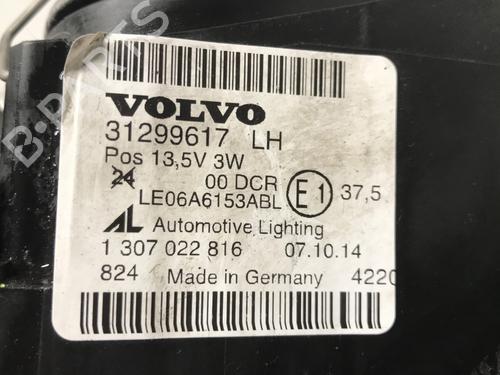 VOLVO
31299617 LH
Pos 13,5V 3W
24 00 DCR
LE06A6153ABL E1 37,5
AL Automotive Lighting
1 307 022 816 07.10.14
824 Made in Germany 4220
B-PARTS